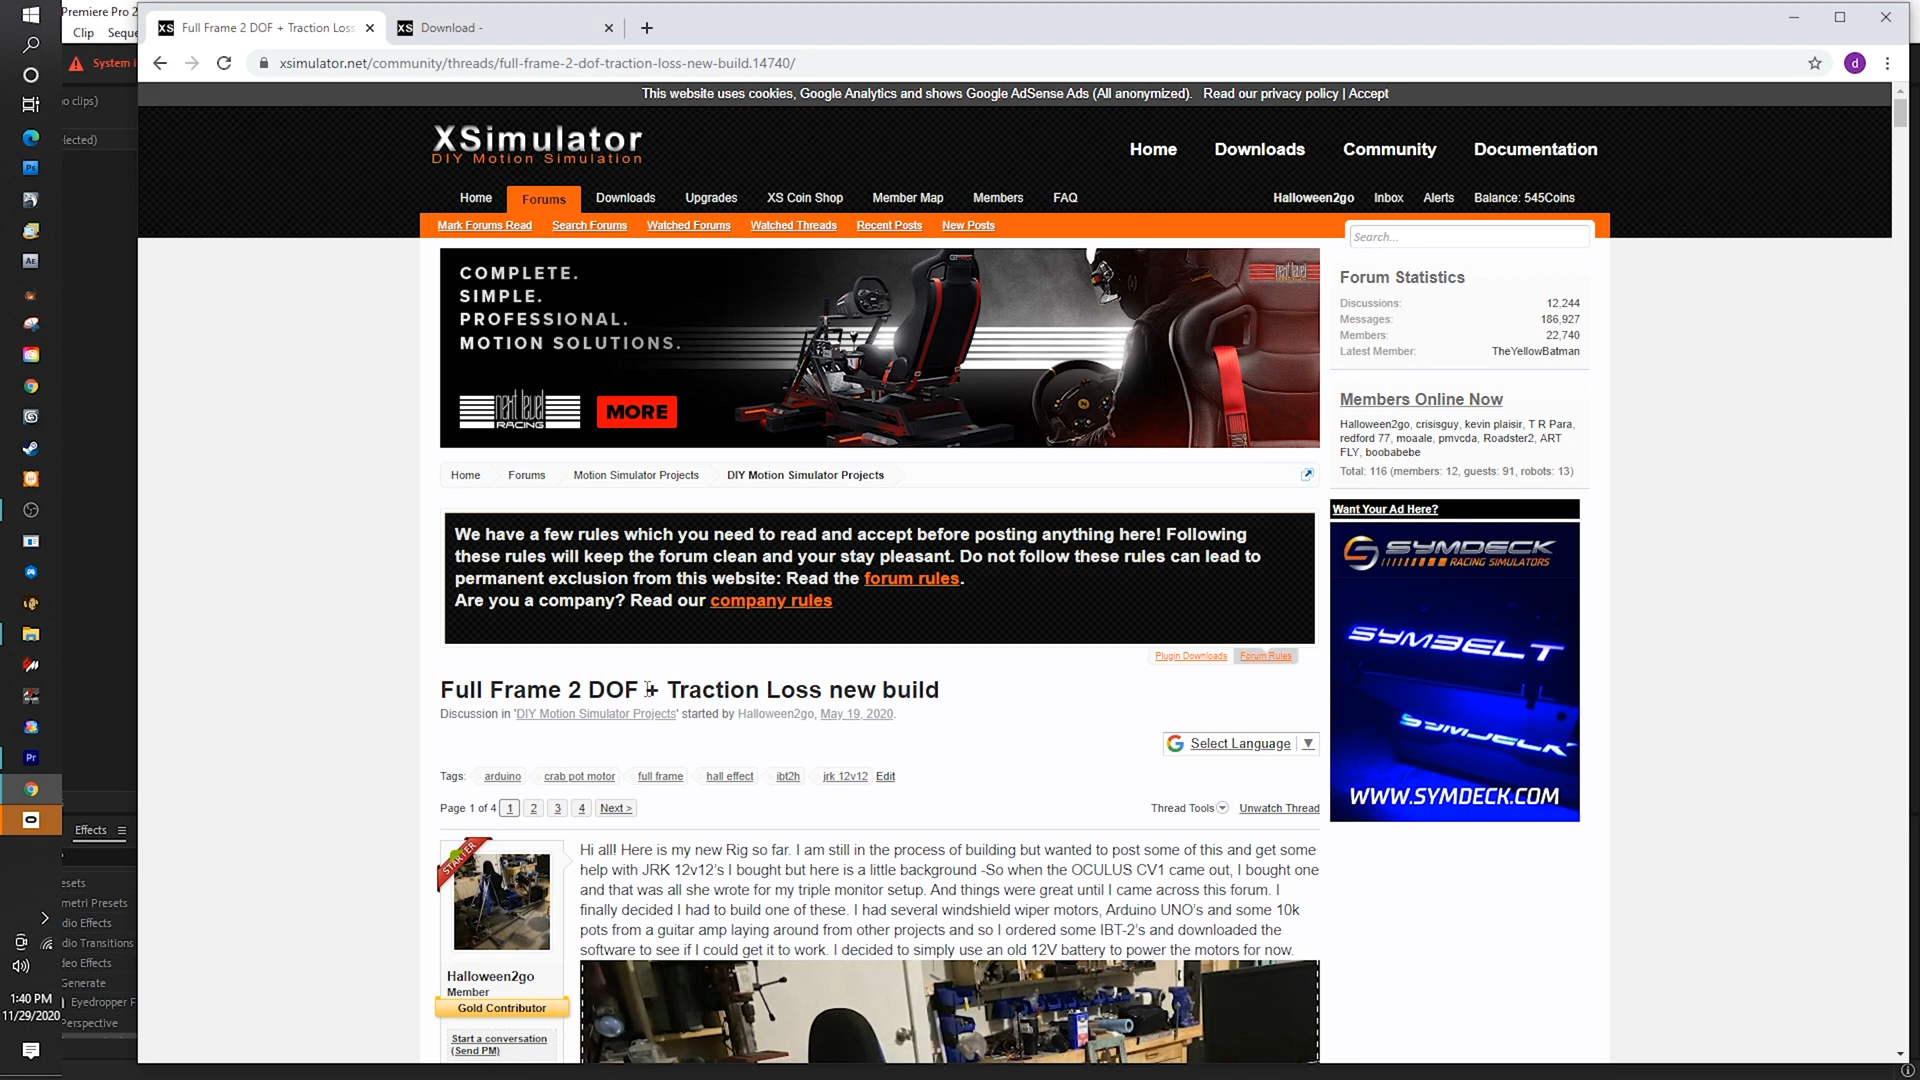 Premiere Pro 2
Clip Seque
System i
o clips)
lected)
Effects
esets
metri Presets
dio Effects
dio Transitions
deo Effects
Generate
Eyedropper F
Perspective
1:40 PM
11/29/2020
XS Full Frame 2 DOF + Traction Loss
XS Download -
xsimulator.net/community/threads/full-frame-2-dof-traction-loss-new-build.14740/
d
This website uses cookies, Google Analytics and shows Google AdSense Ads (All anonymized). Read our privacy policy | Accept
XSimulator
DIY Motion Simulation
Home Downloads Community Documentation
Home Forums Downloads Upgrades XS Coin Shop Member Map Members FAQ
Halloween2go Inbox Alerts Balance: 545Coins
Mark Forums Read Search Forums Watched Forums Watched Threads Recent Posts New Posts
Search...
COMPLETE.
SIMPLE.
PROFESSIONAL.
MOTION SOLUTIONS.
next level
RACING
MORE
Forum Statistics
Discussions: 12,244
Messages: 186,927
Members: 22,740
Latest Member: TheYellowBatman
Members Online Now
Halloween2go, crisisguy, kevin plaisir, T R Para,
redford 77, moaale, pmvcda, Roadster2, ART
FLY, boobabebe
Total: 116 (members: 12, guests: 91, robots: 13)
Want Your Ad Here?
SYMDECK
RACING SIMULATORS
SYMBELT
WWW.SYMDECK.COM
Home Forums Motion Simulator Projects DIY Motion Simulator Projects
We have a few rules which you need to read and accept before posting anything here! Following
these rules will keep the forum clean and your stay pleasant. Do not follow these rules can lead to
permanent exclusion from this website: Read the forum rules.
Are you a company? Read our company rules
Plugin Downloads Forum Rules
Full Frame 2 DOF + Traction Loss new build
Discussion in 'DIY Motion Simulator Projects' started by Halloween2go, May 19, 2020.
Select Language ▼
Tags: arduino crab pot motor full frame hall effect ibt2h jrk 12v12 Edit
Page 1 of 4 1 2 3 4 Next >
Thread Tools Unwatch Thread
STARTER
Halloween2go
Member
Gold Contributor
Start a conversation
(Send PM)
Hi all! Here is my new Rig so far. I am still in the process of building but wanted to post some of this and get some
help with JRK 12v12's I bought but here is a little background -So when the OCULUS CV1 came out, I bought one
and that was all she wrote for my triple monitor setup. And things were great until I came across this forum. I
finally decided I had to build one of these. I had several windshield wiper motors, Arduino UNO's and some 10k
pots from a guitar amp laying around from other projects and so I ordered some IBT-2's and downloaded the
software to see if I could get it to work. I decided to simply use an old 12V battery to power the motors for now.